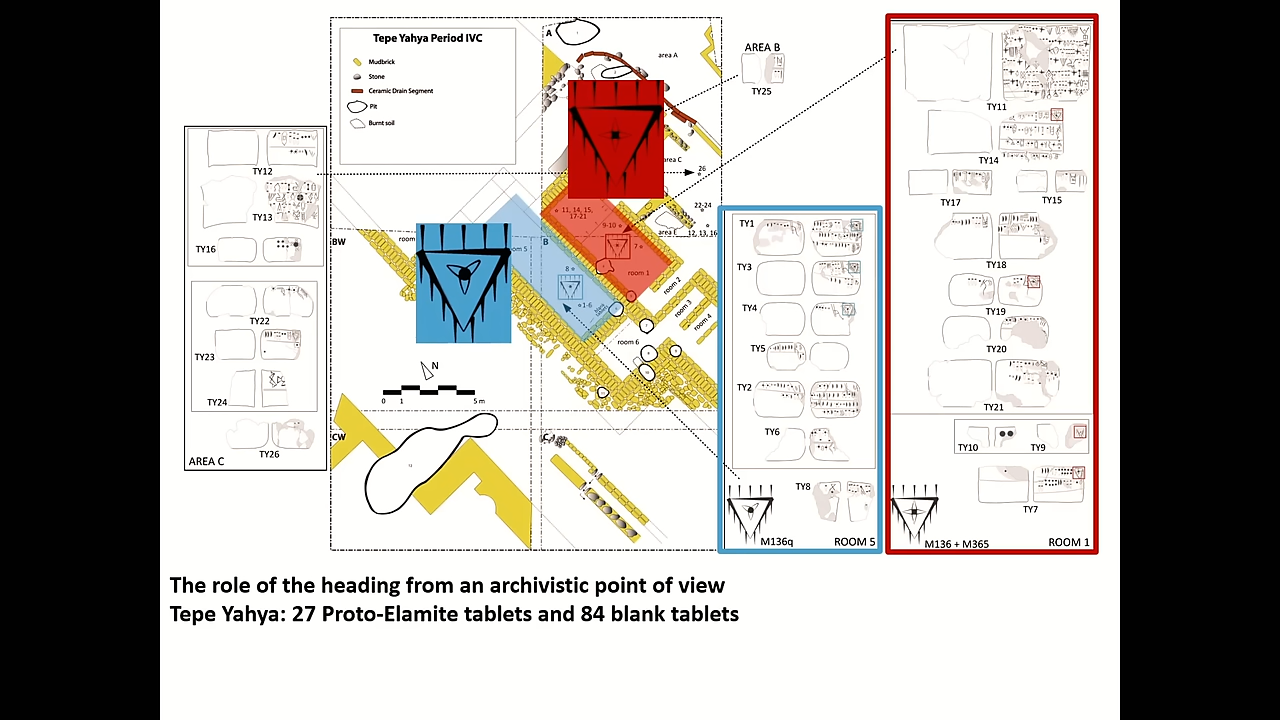 Tepe Yahya Period IVC
Mudbrick
Stone
Ceramic Drain Segment
Pit
Burnt soil
A
area A
AREA B
TY25
26
22-24
12, 13, 16
11, 14, 15,
17-21
9-10
7
room 1
room 2
room 3
room 4
room 6
8
1-6
B
BW
CW
N
0 1 5 m
TY12
TY13
TY16
TY22
TY23
TY24
TY26
AREA C
TY1
TY3
TY4
TY5
TY2
TY6
TY8
M136q
ROOM 5
TY11
TY14
TY17
TY15
TY18
TY19
TY20
TY21
TY10
TY9
TY7
M136 + M365
ROOM 1
The role of the heading from an archivistic point of view
Tepe Yahya: 27 Proto-Elamite tablets and 84 blank tablets